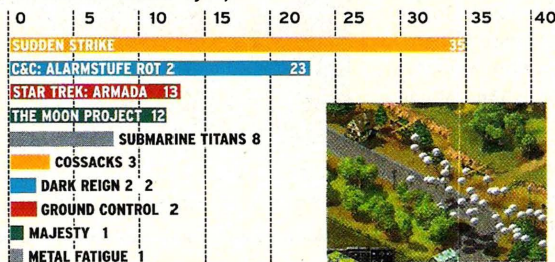 0 5 10 15 20 25 30 35 40
SUDDEN STRIKE 35
C&C: ALARMSTUFE ROT 2 23
STAR TREK: ARMADA 13
THE MOON PROJECT 12
SUBMARINE TITANS 8
COSSACKS 3
DARK REIGN 2 2
GROUND CONTROL 2
MAJESTY 1
METAL FATIGUE 1